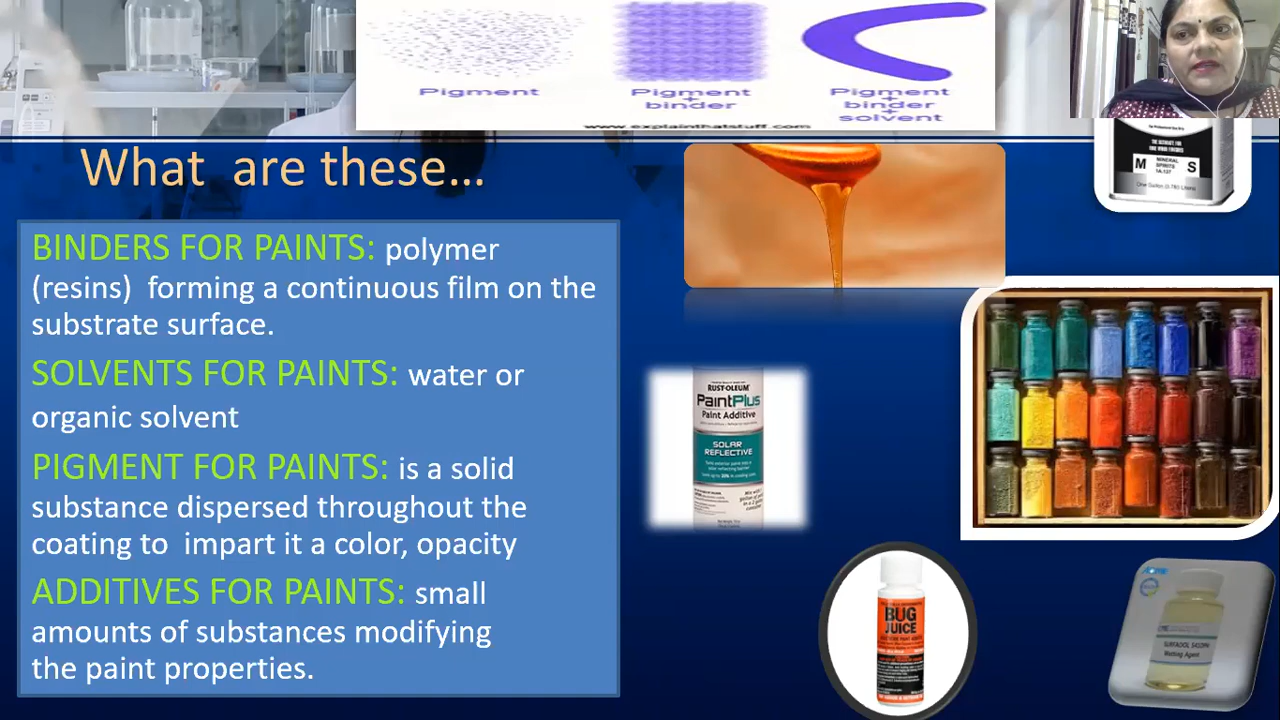 Pigment
Pigment
+
binder
Pigment
+
binder
+
solvent
www.explainthatstuff.com
What are these...
BINDERS FOR PAINTS: polymer
(resins) forming a continuous film on the
substrate surface.
SOLVENTS FOR PAINTS: water or
organic solvent
PIGMENT FOR PAINTS: is a solid
substance dispersed throughout the
coating to impart it a color, opacity
ADDITIVES FOR PAINTS: small
amounts of substances modifying
the paint properties.
M MINERAL SPIRITS S
One Gallon
RUST-OLEUM
PaintPlus
Paint Additive
SOLAR
REFLECTIVE
BUG
JUICE
Wetting Agent